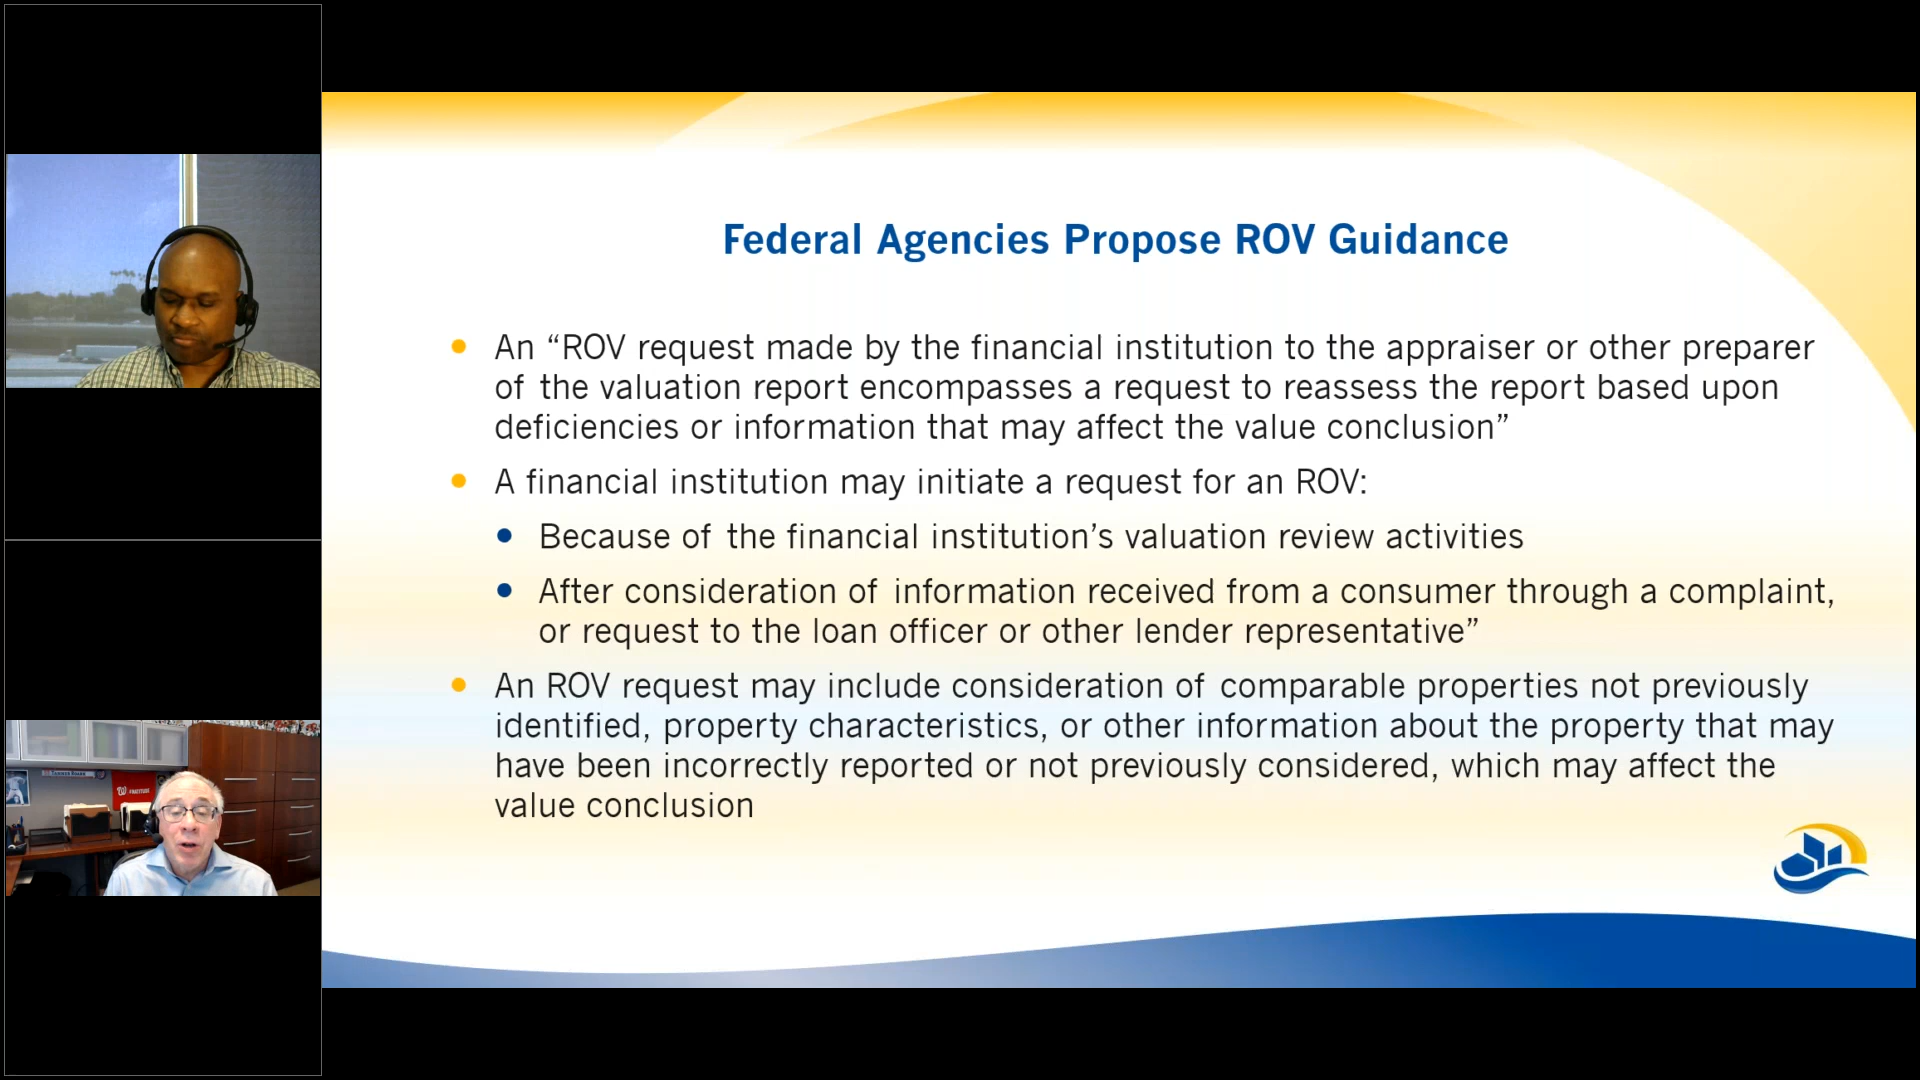 Federal Agencies Propose ROV Guidance
An “ROV request made by the financial institution to the appraiser or other preparer
of the valuation report encompasses a request to reassess the report based upon
deficiencies or information that may affect the value conclusion”
A financial institution may initiate a request for an ROV:
Because of the financial institution’s valuation review activities
After consideration of information received from a consumer through a complaint,
or request to the loan officer or other lender representative”
An ROV request may include consideration of comparable properties not previously
identified, property characteristics, or other information about the property that may
have been incorrectly reported or not previously considered, which may affect the
value conclusion